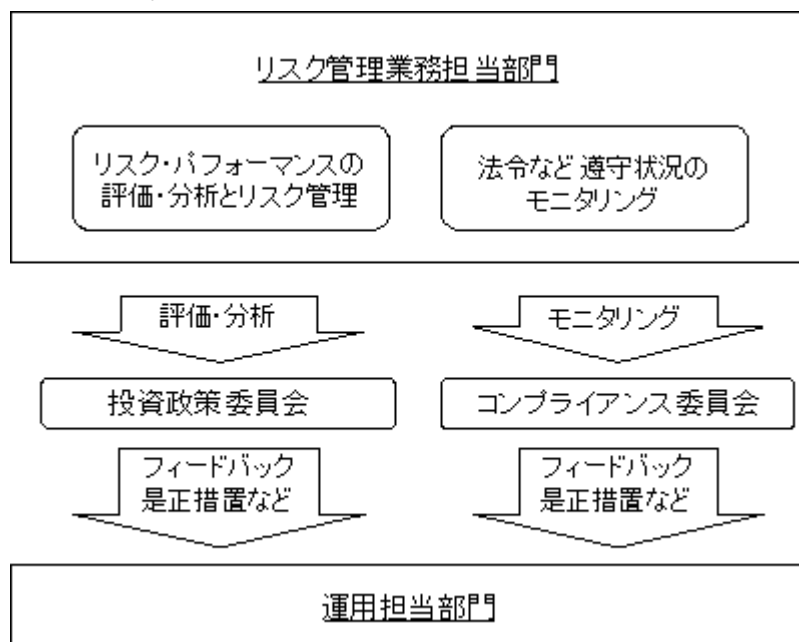 リスク管理業務担当部門
リスク・パフォーマンスの
評価・分析とリスク管理
法令など遵守状況の
モニタリング
評価・分析
モニタリング
投資政策委員会
コンプライアンス委員会
フィードバック
是正措置など
フィードバック
是正措置など
運用担当部門